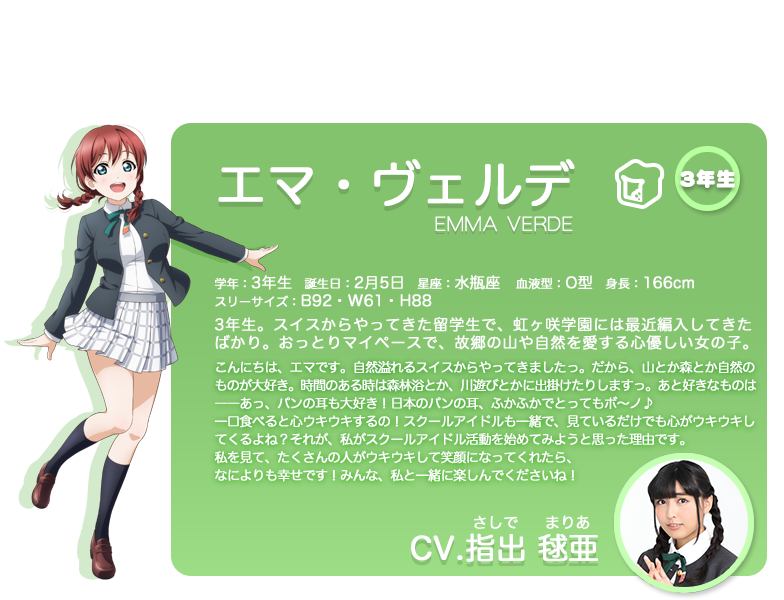 エマ・ヴェルデ
EMMA VERDE
3年生
学年：3年生 誕生日：2月5日 星座：水瓶座 血液型：O型 身長：166cm
スリーサイズ：B92・W61・H88
3年生。スイスからやってきた留学生で、虹ヶ咲学園には最近編入してきた
ばかり。おっとりマイペースで、故郷の山や自然を愛する心優しい女の子。
こんにちは、エマです。自然溢れるスイスからやってきましたっ。だから、山とか森とか自然の
ものが大好き。時間のある時は森林浴とか、川遊びとかに出掛けたりしますっ。あと好きなものは
――あっ、パンの耳も大好き！日本のパンの耳、ふかふかでとってもボ〜ノ♪
一口食べると心ウキウキするの！スクールアイドルも一緒で、見ているだけでも心がウキウキし
てくるよね？それが、私がスクールアイドル活動を始めてみようと思った理由です。
私を見て、たくさんの人がウキウキして笑顔になってくれたら、
なによりも幸せです！みんな、私と一緒に楽しんでくださいね！
さしで まりあ
CV.指出 毬亜